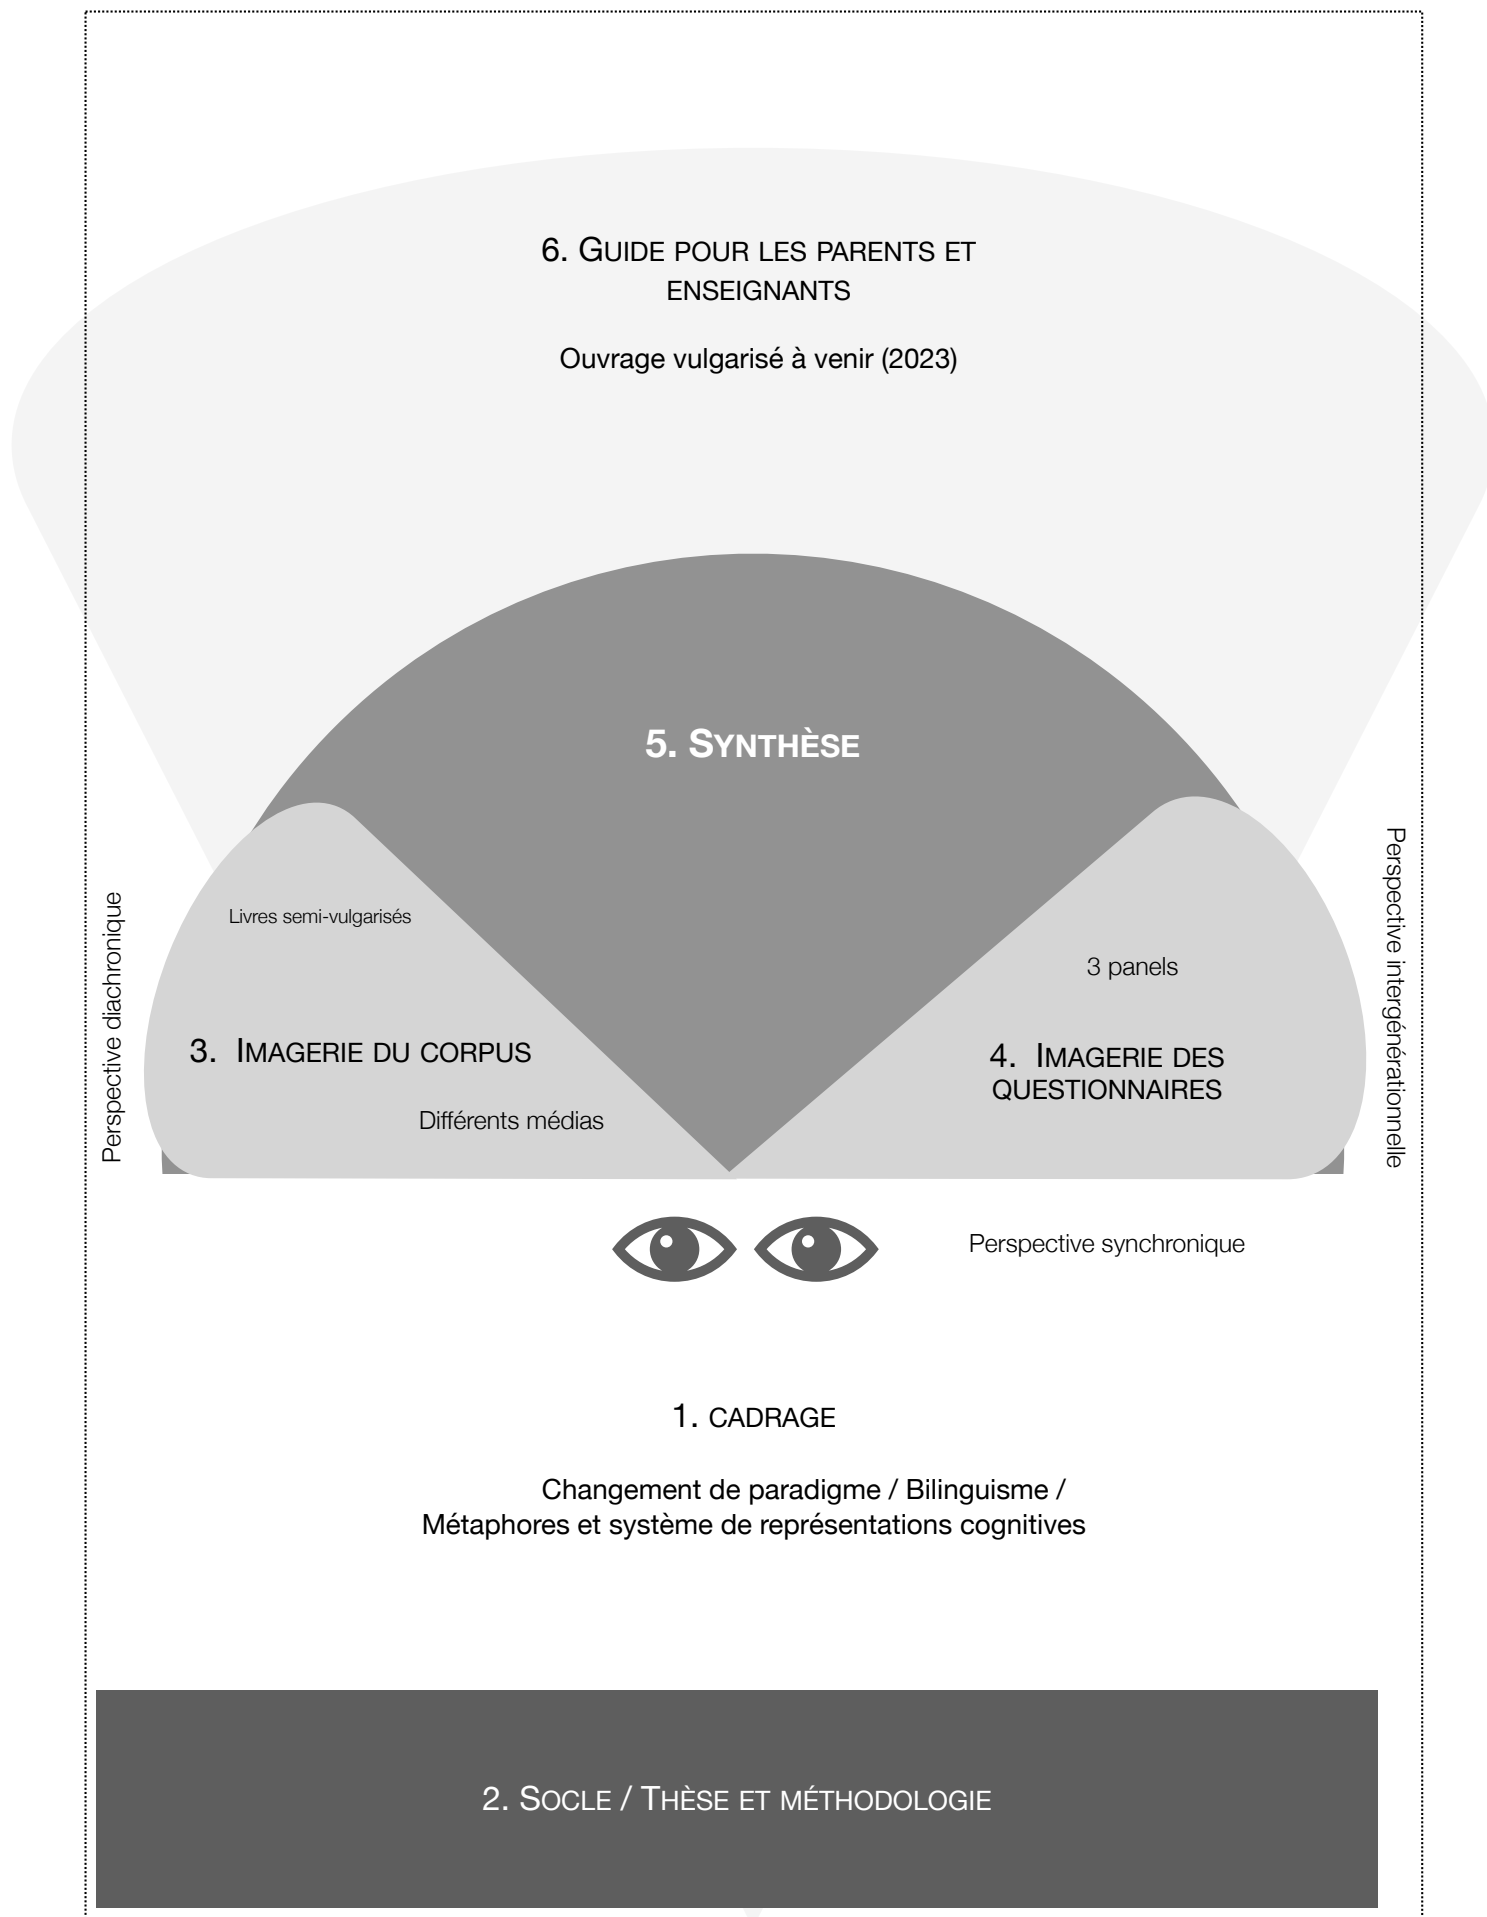 6. GUIDE POUR LES PARENTS ET
ENSEIGNANTS
Ouvrage vulgarisé à venir (2023)
5. SYNTHÈSE
Perspective diachronique
Livres semi-vulgarisés
3. IMAGERIE DU CORPUS
Différents médias
3 panels
4. IMAGERIE DES
QUESTIONNAIRES
Perspective intergénérationnelle
Perspective synchronique
1. CADRAGE
Changement de paradigme / Bilinguisme /
Métaphores et système de représentations cognitives
2. SOCLE / THÈSE ET MÉTHODOLOGIE